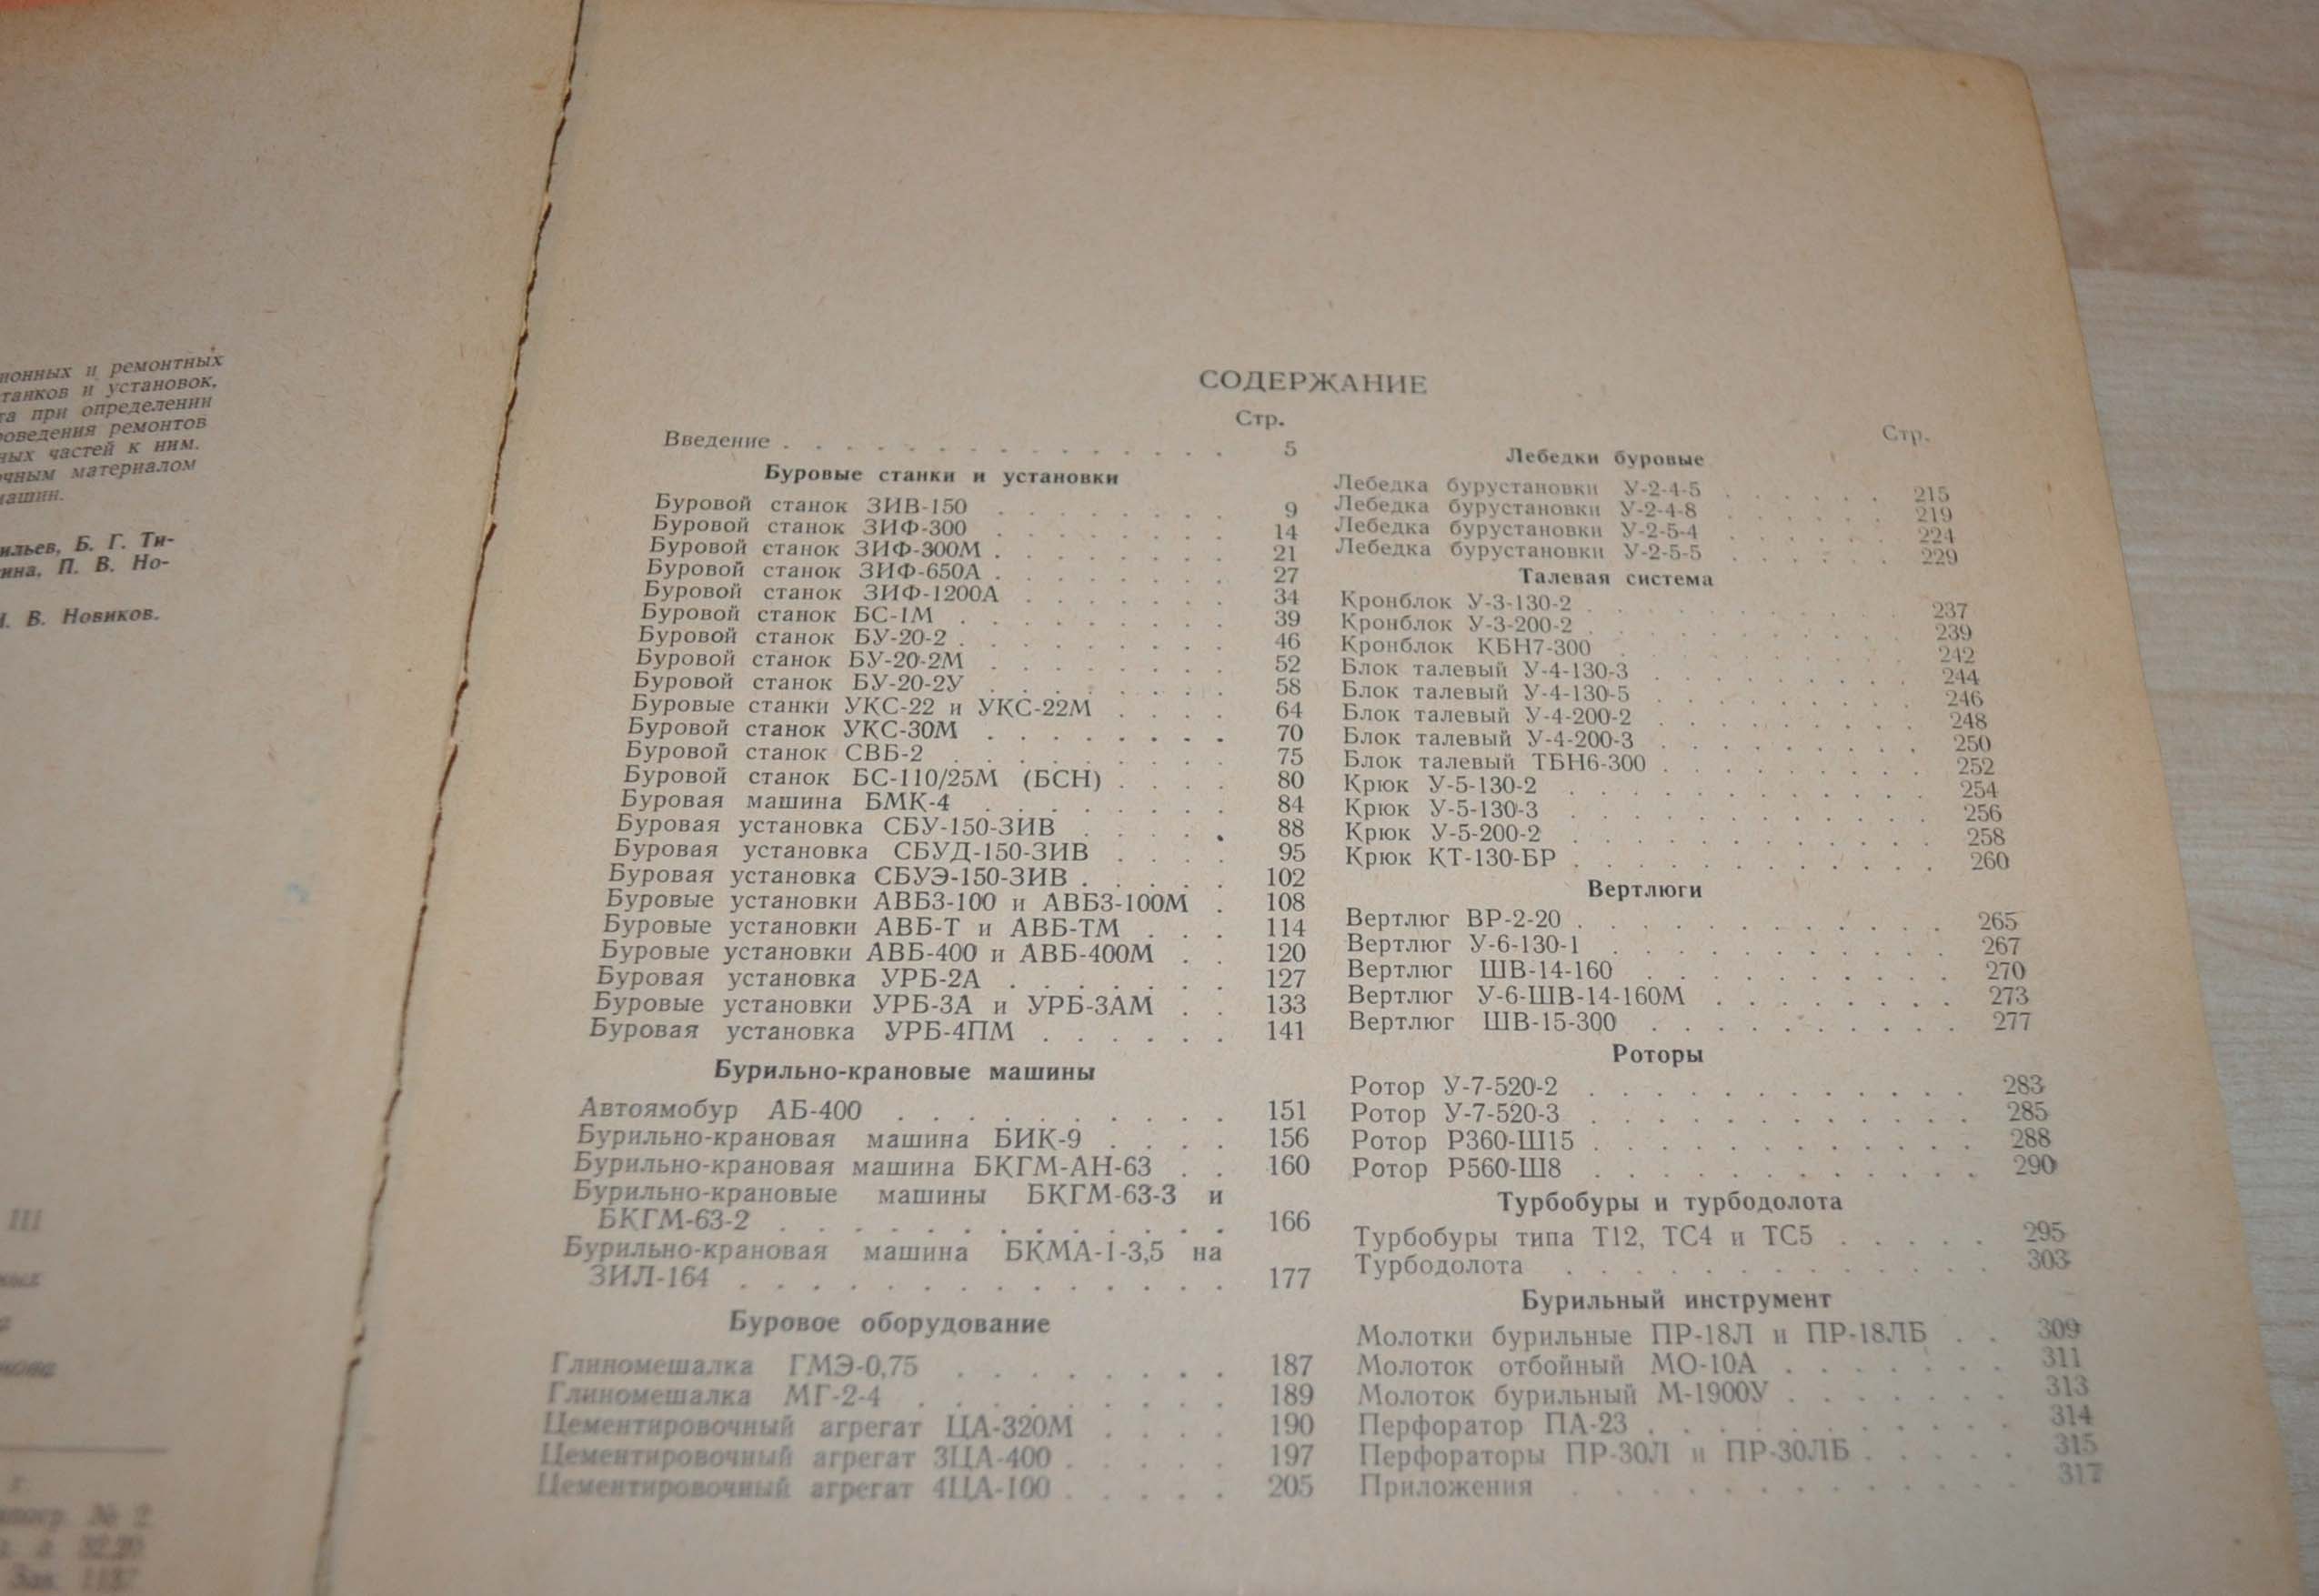 ионных и ремонтных
танков и установок,
та при определении
роведения ремонтов
ных частей к ним.
очным материалом
машин.
ильев, Б. Г. Ти-
ина, П. В. Но-
В. Новиков.
III
№ 2
Зак. 1137
СОДЕРЖАНИЕ
Стр.
Введение . . . . . . . . . . . . . . . 5
Буровые станки и установки
Буровой станок ЗИВ-150 . . . . . . . . 9
Буровой станок ЗИФ-300 . . . . . . . . 14
Буровой станок ЗИФ-300М . . . . . . . . 21
Буровой станок ЗИФ-650А . . . . . . . . 27
Буровой станок ЗИФ-1200А . . . . . . . 34
Буровой станок БС-1М . . . . . . . . . 39
Буровой станок БУ-20-2 . . . . . . . . . 46
Буровой станок БУ-20-2М . . . . . . . . 52
Буровой станок БУ-20-2У . . . . . . . . 58
Буровые станки УКС-22 и УКС-22М . . . . 64
Буровой станок УКС-30М . . . . . . . . 70
Буровой станок СВБ-2 . . . . . . . . . 75
Буровой станок БС-110/25М (БСН) . . . . 80
Буровая машина БМК-4 . . . . . . . . 84
Буровая установка СБУ-150-ЗИВ . . . . . 88
Буровая установка СБУД-150-ЗИВ . . . . 95
Буровая установка СБУЭ-150-ЗИВ . . . . . 102
Буровые установки АВБЗ-100 и АВБЗ-100М . 108
Буровые установки АВБ-Т и АВБ-ТМ . . . 114
Буровые установки АВБ-400 и АВБ-400М . . 120
Буровая установка УРБ-2А . . . . . . . 127
Буровые установки УРБ-3А и УРБ-3АМ . . 133
Буровая установка УРБ-4ПМ . . . . . . 141
Бурильно-крановые машины
Автоямобур АБ-400 . . . . . . . . . . 151
Бурильно-крановая машина БИК-9 . . . . 156
Бурильно-крановая машина БКГМ-АН-63 . . 160
Бурильно-крановые машины БКГМ-63-3 и
БКГМ-63-2 . . . . . . . . . . . . . 166
Бурильно-крановая машина БКМА-1-3,5 на
ЗИЛ-164 . . . . . . . . . . . . . . 177
Буровое оборудование
Глиномешалка ГМЭ-0,75 . . . . . . . . 187
Глиномешалка МГ-2-4 . . . . . . . . . 189
Цементировочный агрегат ЦА-320М . . . . 190
Цементировочный агрегат 3ЦА-400 . . . . . 197
Цементировочный агрегат 4ЦА-100 . . . . . 205
Стр.
Лебедки буровые
Лебедка бурустановки У-2-4-5 . . . . . . 215
Лебедка бурустановки У-2-4-8 . . . . . . 219
Лебедка бурустановки У-2-5-4 . . . . . . 224
Лебедка бурустановки У-2-5-5 . . . . . . 229
Талевая система
Кронблок У-3-130-2 . . . . . . . . . . . 237
Кронблок У-3-200-2 . . . . . . . . . . . 239
Кронблок КБН7-300 . . . . . . . . . . 242
Блок талевый У-4-130-3 . . . . . . . . . 244
Блок талевый У-4-130-5 . . . . . . . . . 246
Блок талевый У-4-200-2 . . . . . . . . . 248
Блок талевый У-4-200-3 . . . . . . . . . 250
Блок талевый ТБН6-300 . . . . . . . . . 252
Крюк У-5-130-2 . . . . . . . . . . . . 254
Крюк У-5-130-3 . . . . . . . . . . . . 256
Крюк У-5-200-2 . . . . . . . . . . . . 258
Крюк КТ-130-БР . . . . . . . . . . . . 260
Вертлюги
Вертлюг ВР-2-20 . . . . . . . . . . . . 265
Вертлюг У-6-130-1 . . . . . . . . . . . 267
Вертлюг ШВ-14-160 . . . . . . . . . . 270
Вертлюг У-6-ШВ-14-160М . . . . . . . . 273
Вертлюг ШВ-15-300 . . . . . . . . . . 277
Роторы
Ротор У-7-520-2 . . . . . . . . . . . . 283
Ротор У-7-520-3 . . . . . . . . . . . . 285
Ротор Р360-Ш15 . . . . . . . . . . . . 288
Ротор Р560-Ш8 . . . . . . . . . . . . 290
Турбобуры и турбодолота
Турбобуры типа Т12, ТС4 и ТС5 . . . . . 295
Турбодолота . . . . . . . . . . . . . 303
Бурильный инструмент
Молотки бурильные ПР-18Л и ПР-18ЛБ . . 309
Молоток отбойный МО-10А . . . . . . . 311
Молоток бурильный М-1900У . . . . . . . 313
Перфоратор ПА-23 . . . . . . . . . . . 314
Перфораторы ПР-30Л и ПР-30ЛБ . . . . . 315
Приложения . . . . . . . . . . . . . 317